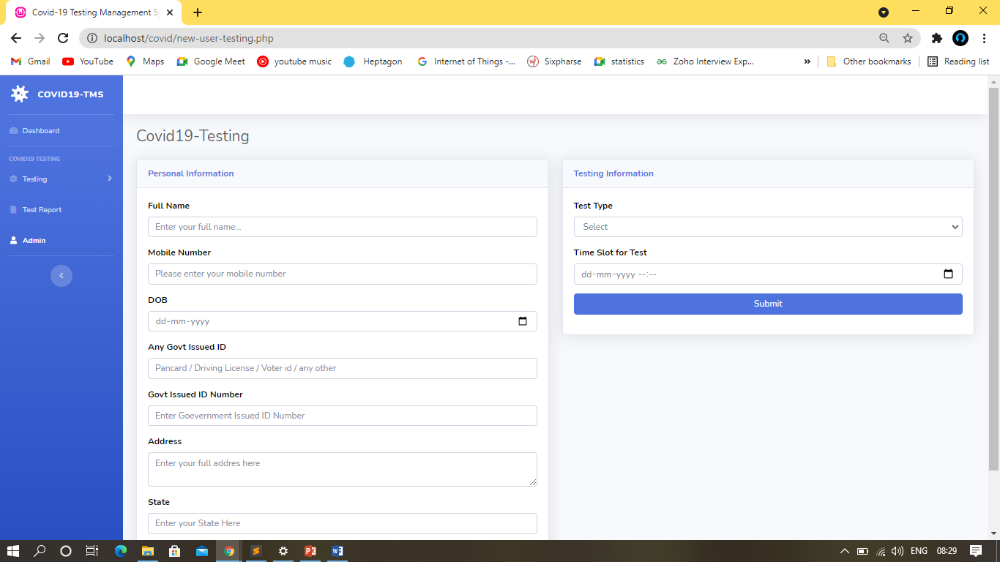 Covid-19 Testing Management S
localhost/covid/new-user-testing.php
Gmail YouTube Maps Google Meet youtube music Heptagon Internet of Things -... Sixpharse statistics Zoho Interview Exp... » Other bookmarks Reading list
COVID19-TMS
Dashboard
COVID19 TESTING
Testing
Test Report
Admin
Covid19-Testing
Personal Information
Full Name
Enter your full name...
Mobile Number
Please enter your mobile number
DOB
dd-mm-yyyy
Any Govt Issued ID
Pancard / Driving License / Voter id / any other
Govt Issued ID Number
Enter Goevernment Issued ID Number
Address
Enter your full addres here
State
Enter your State Here
Testing Information
Test Type
Select
Time Slot for Test
dd-mm-yyyy --:--
Submit
ENG 08:29